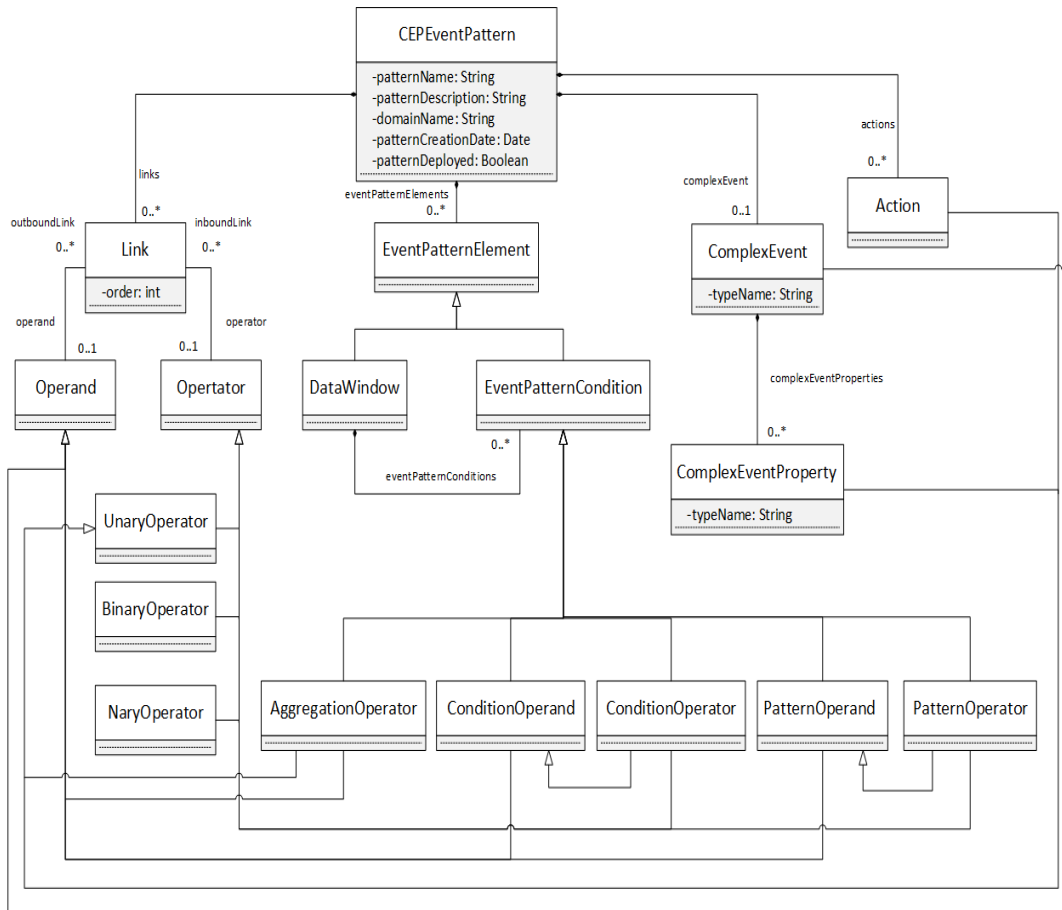 CEPEventPattern
-patternName: String
-patternDescription: String
-domainName: String
-patternCreationDate: Date
-patternDeployed: Boolean
actions
links
eventPatternElements
complexEvent
0..*
outboundLink
0..*
inboundLink
0..*
0..1
Action
0..*
0..*
Link
EventPatternElement
ComplexEvent
-order: int
-typeName: String
operand
operator
0..1
0..1
Operand
Opertator
DataWindow
EventPatternCondition
complexEventProperties
0..*
0..*
eventPatternConditions
ComplexEventProperty
-typeName: String
UnaryOperator
BinaryOperator
NaryOperator
AggregationOperator
ConditionOperand
ConditionOperator
PatternOperand
PatternOperator